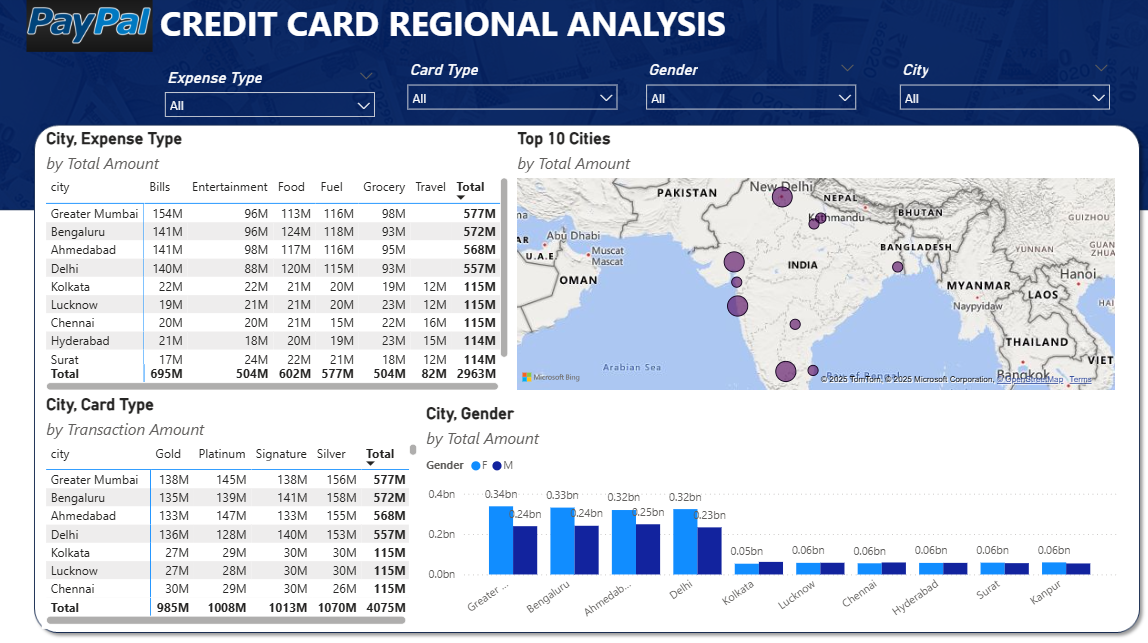 PayPal CREDIT CARD REGIONAL ANALYSIS
Expense Type Card Type Gender City
All All All All
City, Expense Type
by Total Amount
city Bills Entertainment Food Fuel Grocery Travel Total
Greater Mumbai 154M 96M 113M 116M 98M 577M
Bengaluru 141M 96M 124M 118M 93M 572M
Ahmedabad 141M 98M 117M 116M 95M 568M
Delhi 140M 88M 120M 115M 93M 557M
Kolkata 22M 22M 21M 20M 19M 12M 115M
Lucknow 19M 21M 21M 20M 23M 12M 115M
Chennai 20M 20M 21M 15M 22M 16M 115M
Hyderabad 21M 18M 20M 19M 23M 15M 114M
Surat 17M 24M 22M 21M 18M 12M 114M
Total 695M 504M 602M 577M 504M 82M 2963M
Top 10 Cities
by Total Amount
PAKISTAN
New Delhi
NEPAL
Kathmandu
BHUTAN
GUIZHOU
Abu Dhabi
U.A.E.
Muscat
Mascat
OMAN
INDIA
BANGLADESH
YUNNAN
MYANMAR
Naypyidaw
Hanoi
LAOS
THAILAND
VIET
Bangkok
Arabian Sea
Bay of Bengal
Microsoft Bing
© 2025 TomTom, © 2025 Microsoft Corporation, © OpenStreetMap Terms
City, Card Type
by Transaction Amount
city Gold Platinum Signature Silver Total
Greater Mumbai 138M 145M 138M 156M 577M
Bengaluru 135M 139M 141M 158M 572M
Ahmedabad 133M 147M 133M 155M 568M
Delhi 136M 128M 140M 153M 557M
Kolkata 27M 29M 30M 30M 115M
Lucknow 27M 28M 30M 30M 115M
Chennai 30M 29M 30M 26M 115M
Total 985M 1008M 1013M 1070M 4075M
City, Gender
by Total Amount
Gender F M
0.4bn
0.2bn
0.0bn
0.34bn 0.24bn 0.33bn 0.24bn 0.32bn 0.25bn 0.32bn 0.23bn 0.05bn 0.06bn 0.06bn 0.06bn 0.06bn 0.06bn
Greater ... Bengaluru Ahmedab... Delhi Kolkata Lucknow Chennai Hyderabad Surat Kanpur